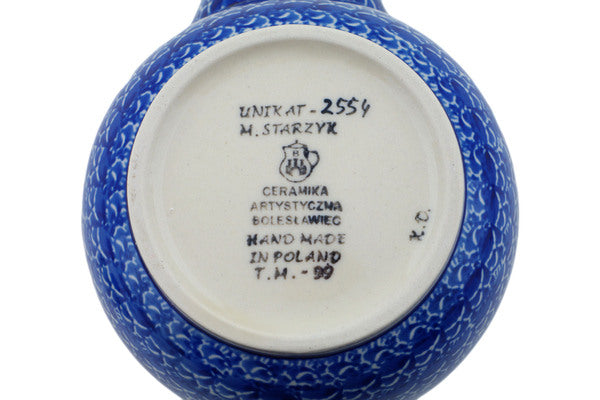 UNIKAT - 2554
M. STARZYK
B
CERAMIKA
ARTYSTYCZNA
BOLESŁAWIEC
HAND MADE
IN POLAND
T.M. - 99
K.O.